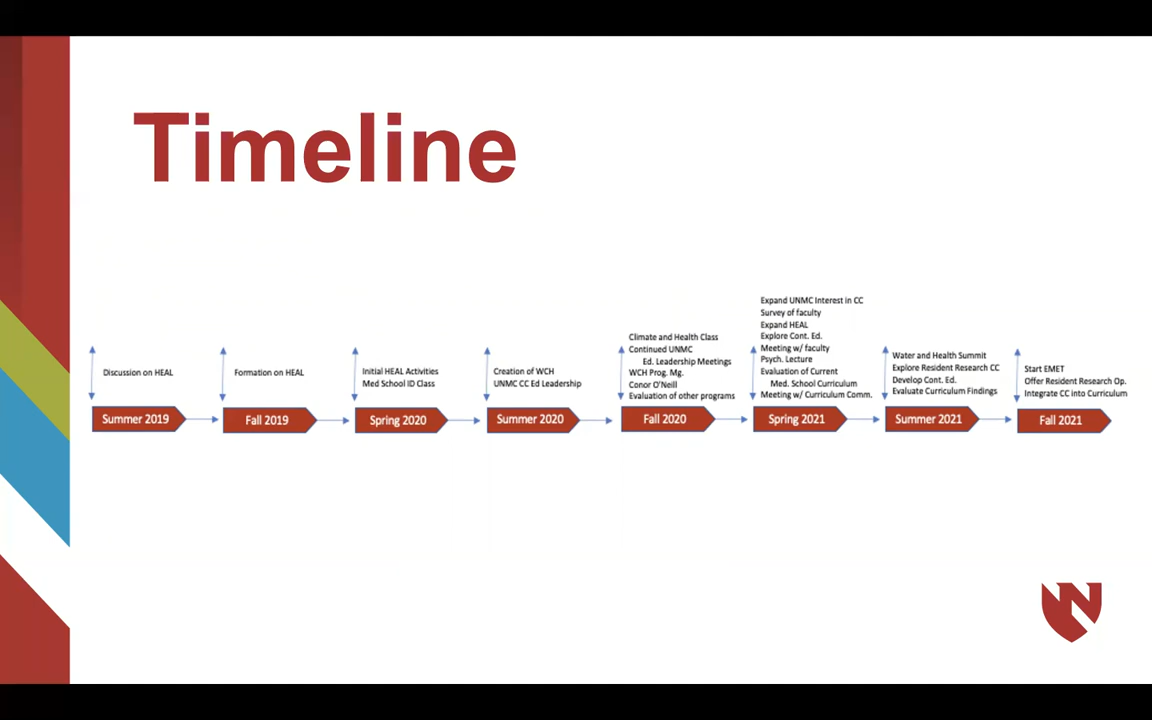 Timeline
Discussion on HEAL
Summer 2019
Formation on HEAL
Fall 2019
Initial HEAL Activities
Med School ID Class
Spring 2020
Creation of WCH
UNMC CC Ed Leadership
Summer 2020
Climate and Health Class
Continued UNMC
Ed. Leadership Meetings
WCH Prog. Mg.
Conor O'Neill
Evaluation of other programs
Fall 2020
Expand UNMC Interest in CC
Survey of faculty
Expand HEAL
Explore Cont. Ed.
Meeting w/ faculty
Psych. Lecture
Evaluation of Current
Med. School Curriculum
Meeting w/ Curriculum Comm.
Spring 2021
Water and Health Summit
Explore Resident Research CC
Develop Cont. Ed.
Evaluate Curriculum Findings
Summer 2021
Start EMET
Offer Resident Research Op.
Integrate CC into Curriculum
Fall 2021
N